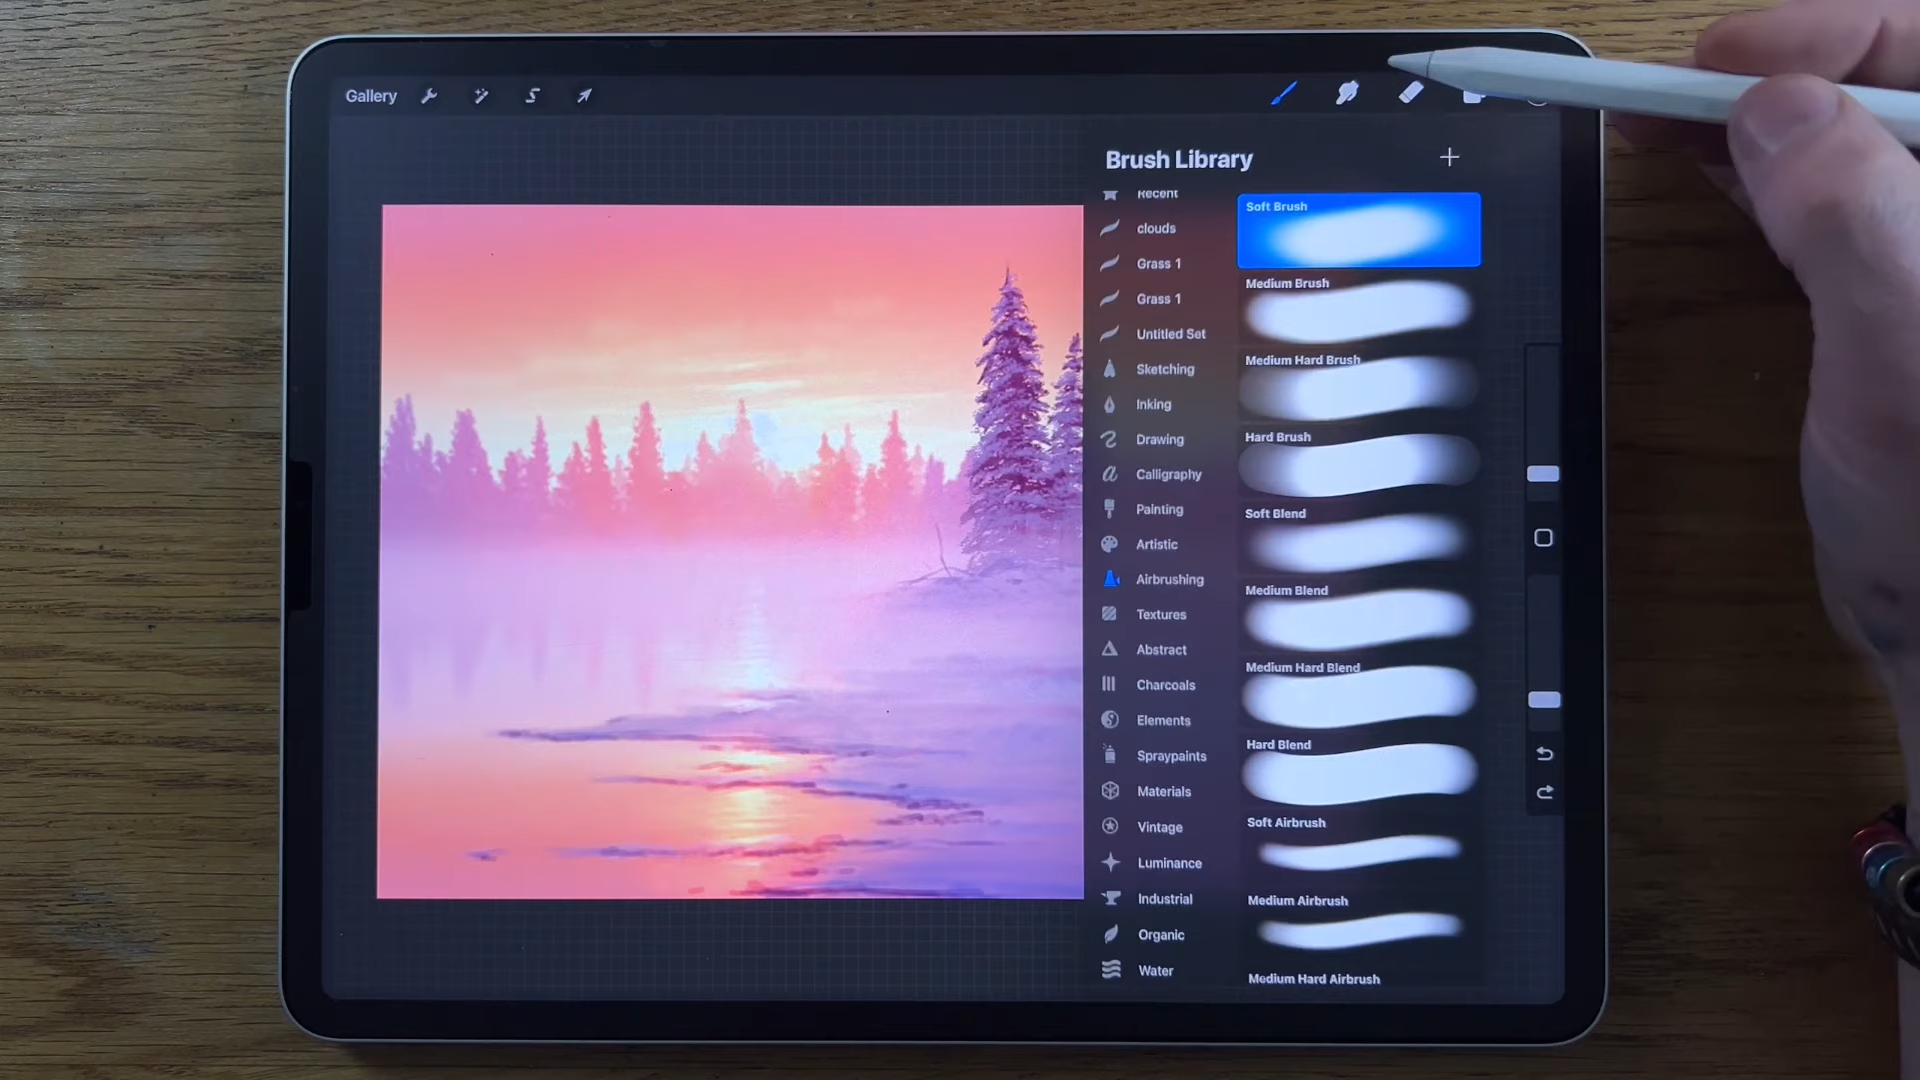 Gallery
Brush Library
Recent
clouds
Grass 1
Grass 1
Untitled Set
Sketching
Inking
Drawing
Calligraphy
Painting
Artistic
Airbrushing
Textures
Abstract
Charcoals
Elements
Spraypaints
Materials
Vintage
Luminance
Industrial
Organic
Water
Soft Brush
Medium Brush
Medium Hard Brush
Hard Brush
Soft Blend
Medium Blend
Medium Hard Blend
Hard Blend
Soft Airbrush
Medium Airbrush
Medium Hard Airbrush